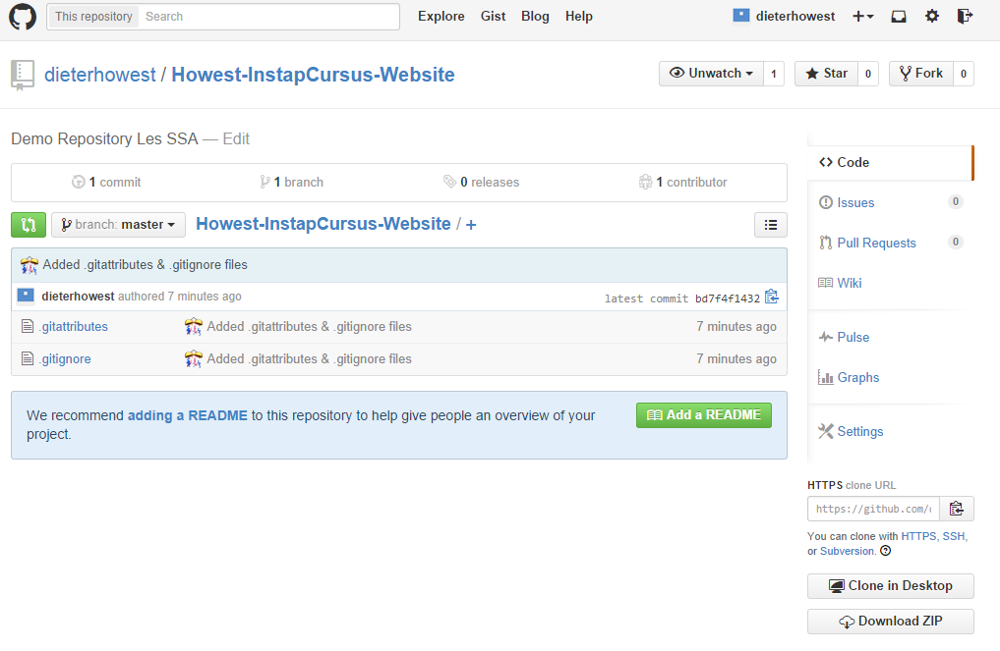 This repository Search Explore Gist Blog Help dieterhowest
dieterhowest / Howest-InstapCursus-Website Unwatch 1 Star 0 Fork 0
Demo Repository Les SSA — Edit
1 commit 1 branch 0 releases 1 contributor
branch: master Howest-InstapCursus-Website / +
Added .gitattributes & .gitignore files
dieterhowest authored 7 minutes ago latest commit bd7f4f1432
.gitattributes Added .gitattributes & .gitignore files 7 minutes ago
.gitignore Added .gitattributes & .gitignore files 7 minutes ago
We recommend adding a README to this repository to help give people an overview of your
project.
Add a README
Code
Issues 0
Pull Requests 0
Wiki
Pulse
Graphs
Settings
HTTPS clone URL
https://github.com/
You can clone with HTTPS, SSH,
or Subversion.
Clone in Desktop
Download ZIP